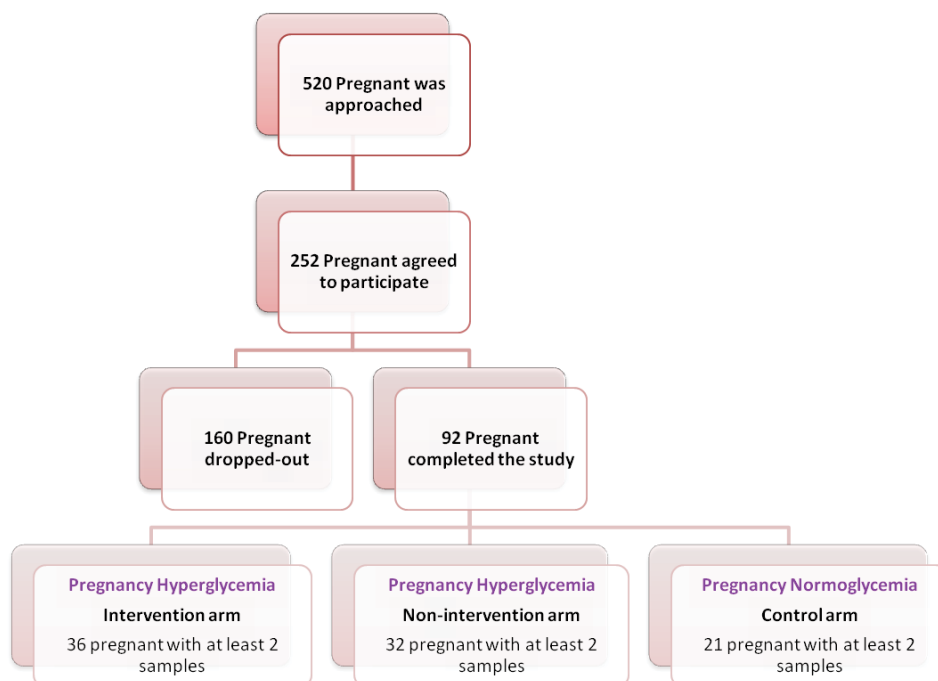 520 Pregnant was
approached
252 Pregnant agreed
to participate
160 Pregnant
dropped-out
92 Pregnant
completed the study
Pregnancy Hyperglycemia
Intervention arm
36 pregnant with at least 2
samples
Pregnancy Hyperglycemia
Non-intervention arm
32 pregnant with at least 2
samples
Pregnancy Normoglycemia
Control arm
21 pregnant with at least 2
samples